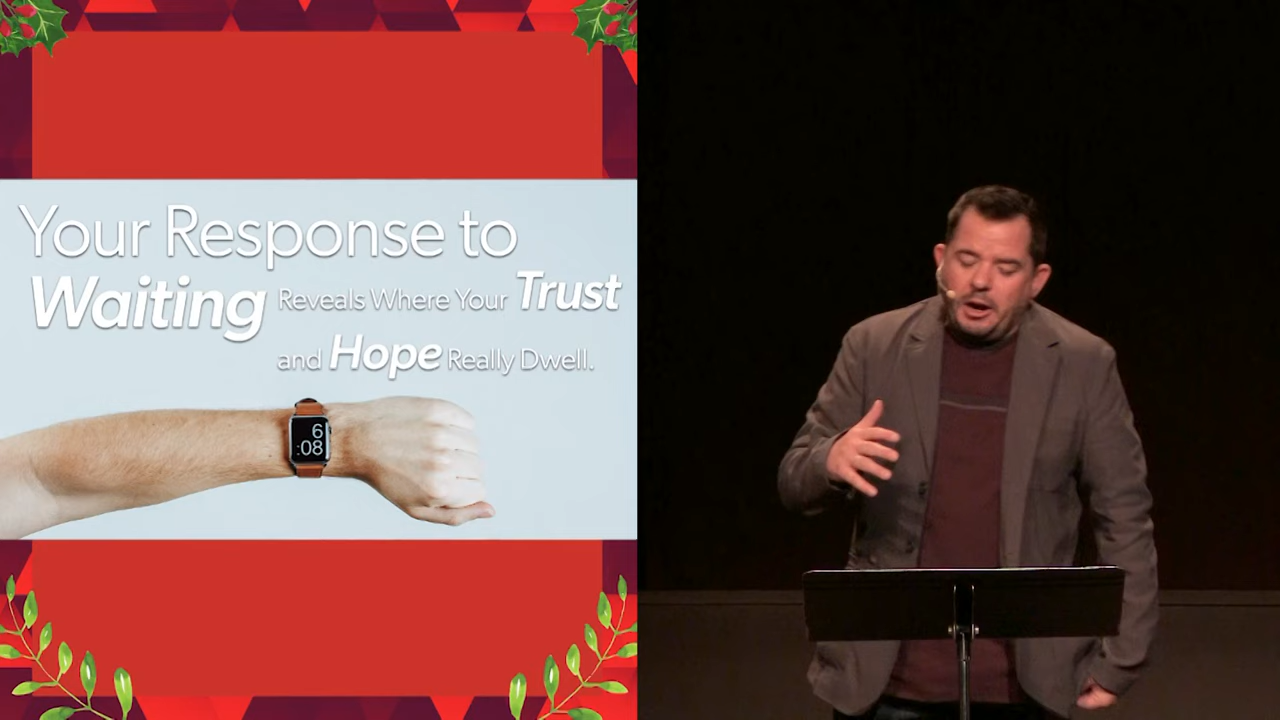 Your Response to
Waiting Reveals Where Your Trust
and Hope Really Dwell.
6
:08